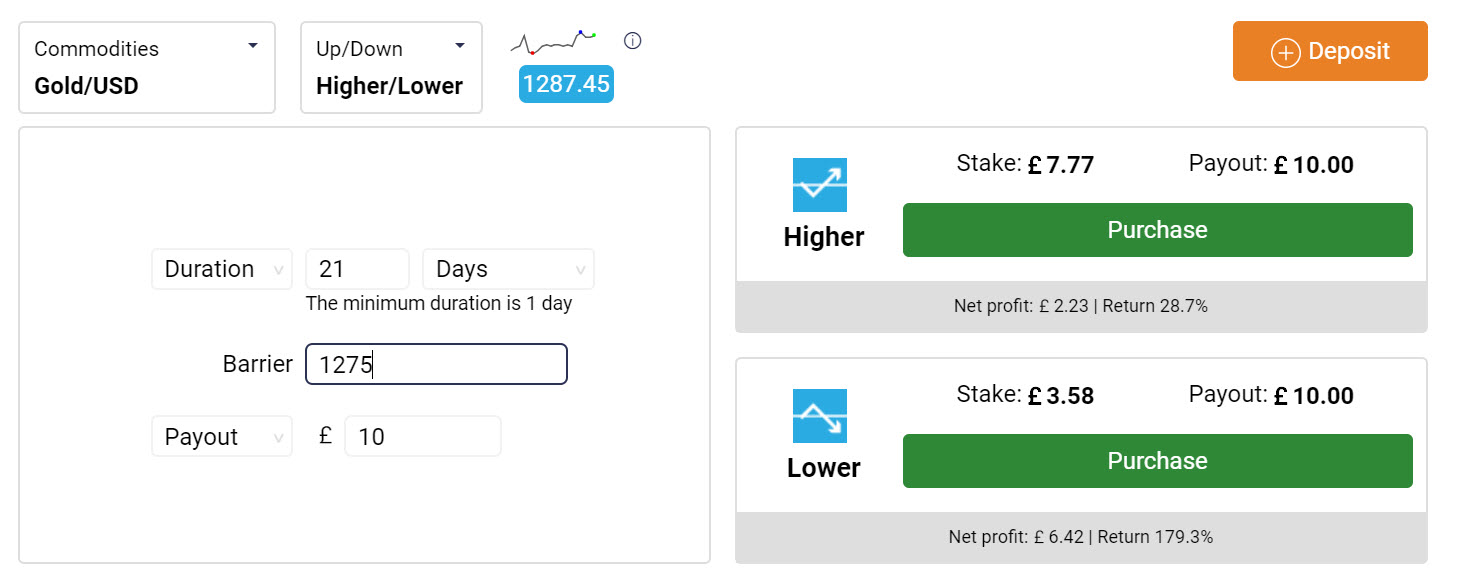 Commodities
Gold/USD
Up/Down
Higher/Lower
1287.45
Deposit
Duration
21
Days
The minimum duration is 1 day
Barrier
1275
Payout
£
10
Higher
Stake: £ 7.77
Payout: £ 10.00
Purchase
Net profit: £ 2.23 | Return 28.7%
Lower
Stake: £ 3.58
Payout: £ 10.00
Purchase
Net profit: £ 6.42 | Return 179.3%